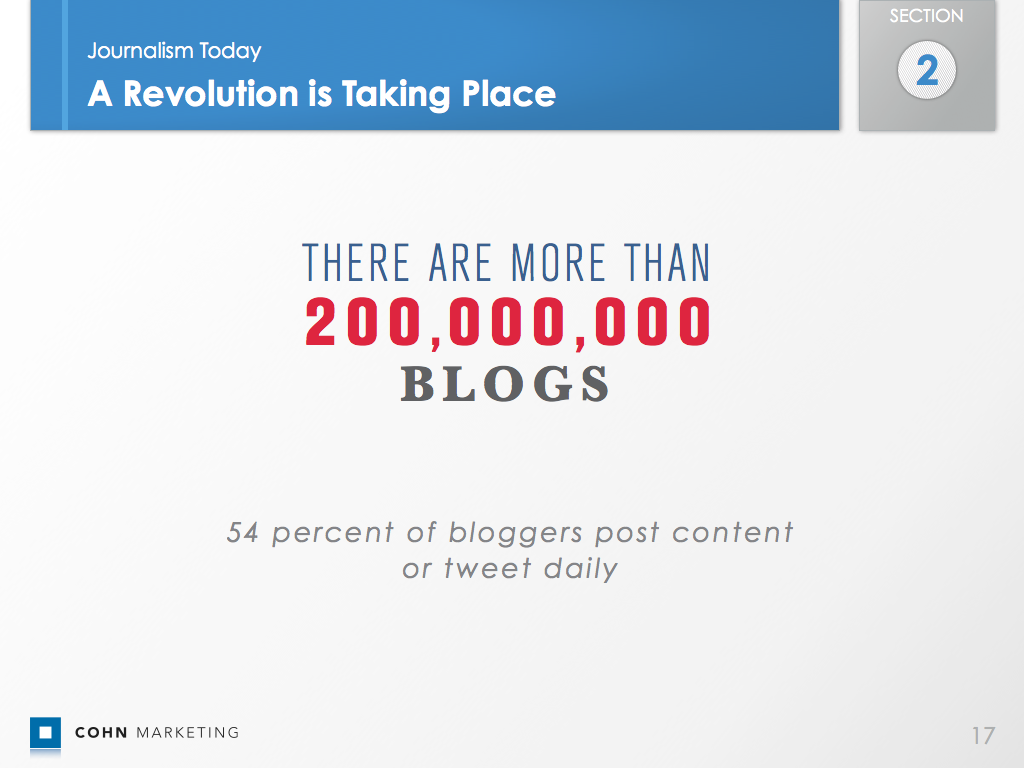 Journalism Today
A Revolution is Taking Place
SECTION
2
THERE ARE MORE THAN
200,000,000
BLOGS
54 percent of bloggers post content
or tweet daily
COHN MARKETING
17